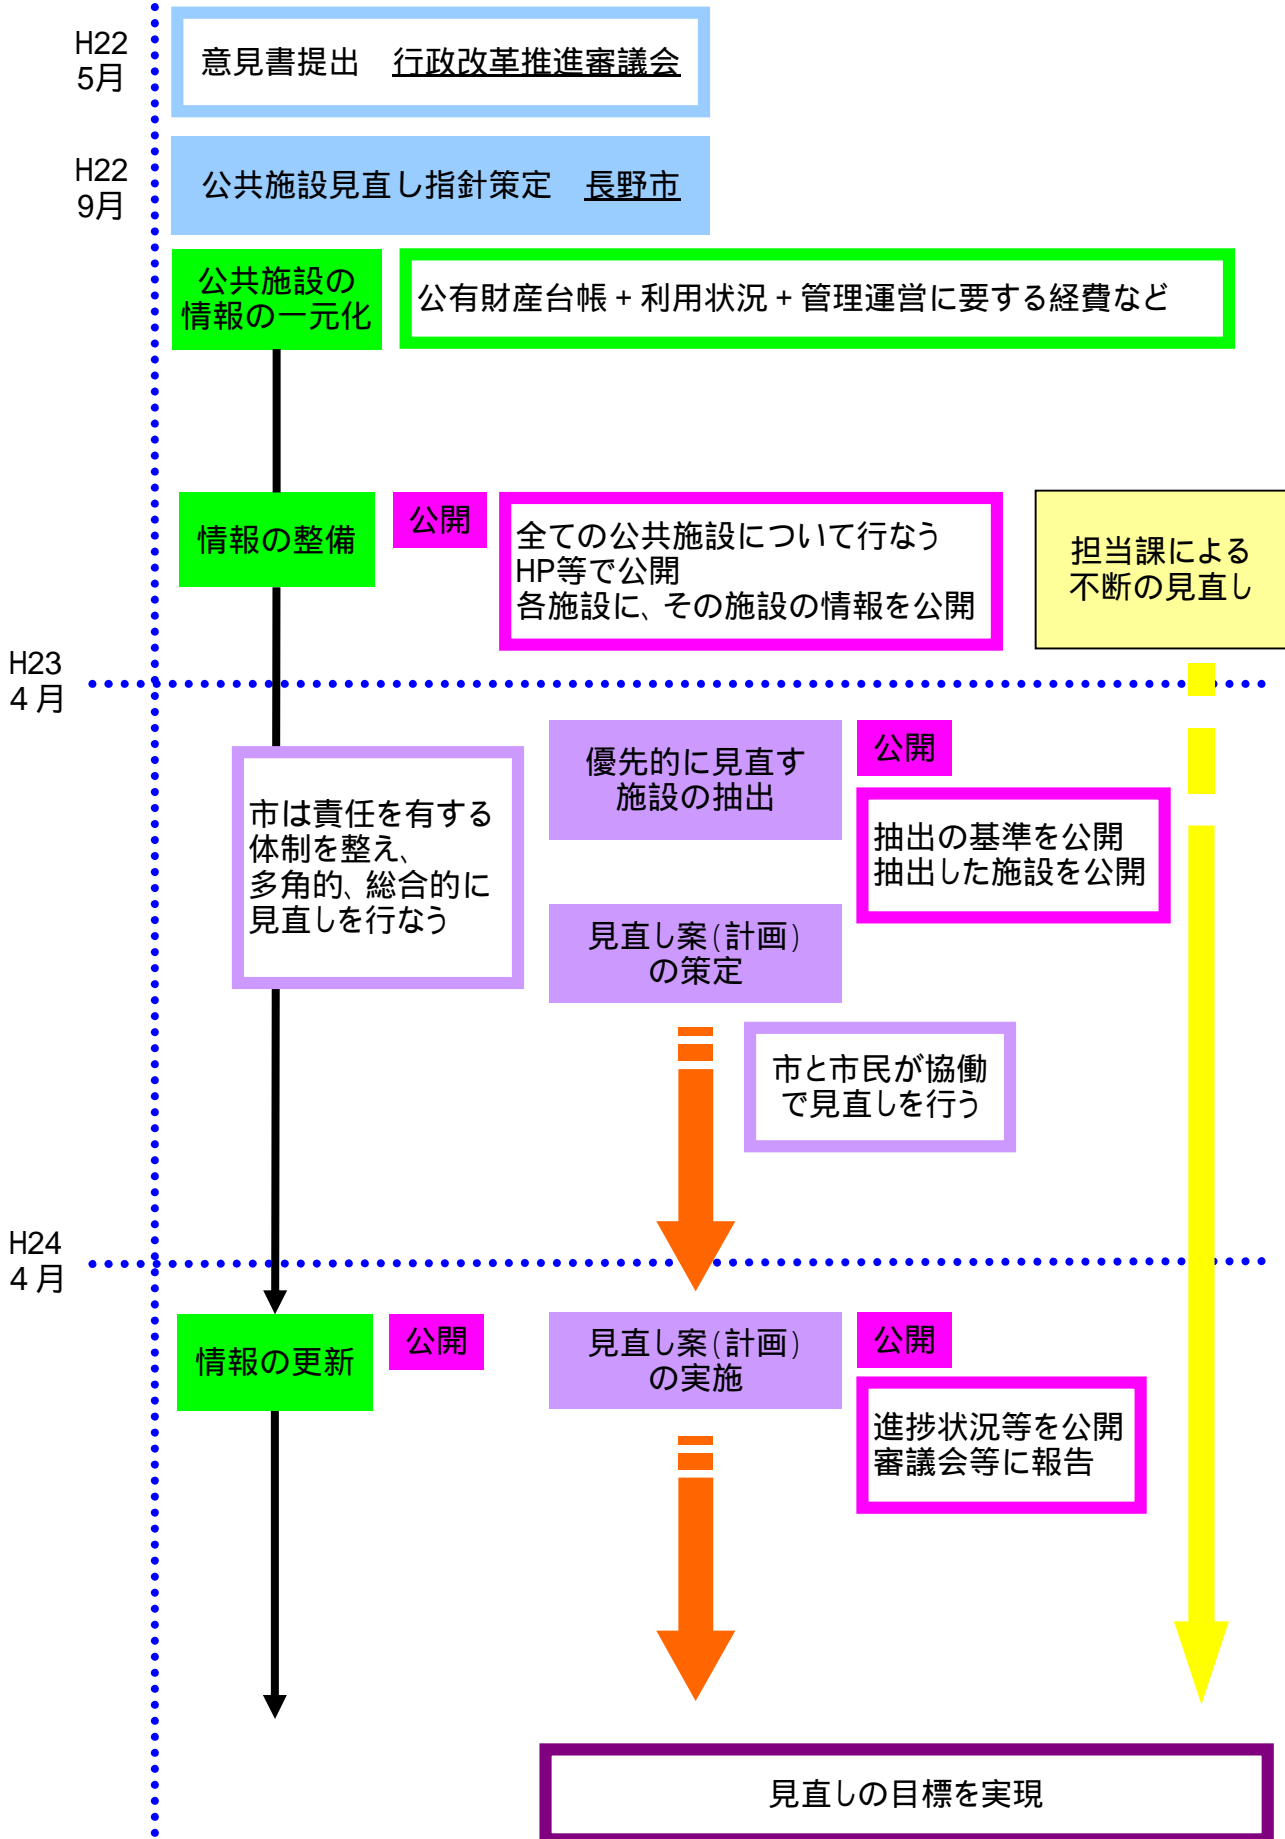 H22
5月
意見書提出　行政改革推進審議会
H22
9月
公共施設見直し指針策定　長野市
公共施設の
情報の一元化
公有財産台帳 + 利用状況 + 管理運営に要する経費など
情報の整備
公開
全ての公共施設について行なう
HP等で公開
各施設に、その施設の情報を公開
担当課による
不断の見直し
H23
4月
優先的に見直す
施設の抽出
公開
市は責任を有する
体制を整え、
多角的、総合的に
見直しを行なう
抽出の基準を公開
抽出した施設を公開
見直し案(計画)
の策定
市と市民が協働
で見直しを行う
H24
4月
情報の更新
公開
見直し案(計画)
の実施
公開
進捗状況等を公開
審議会等に報告
見直しの目標を実現